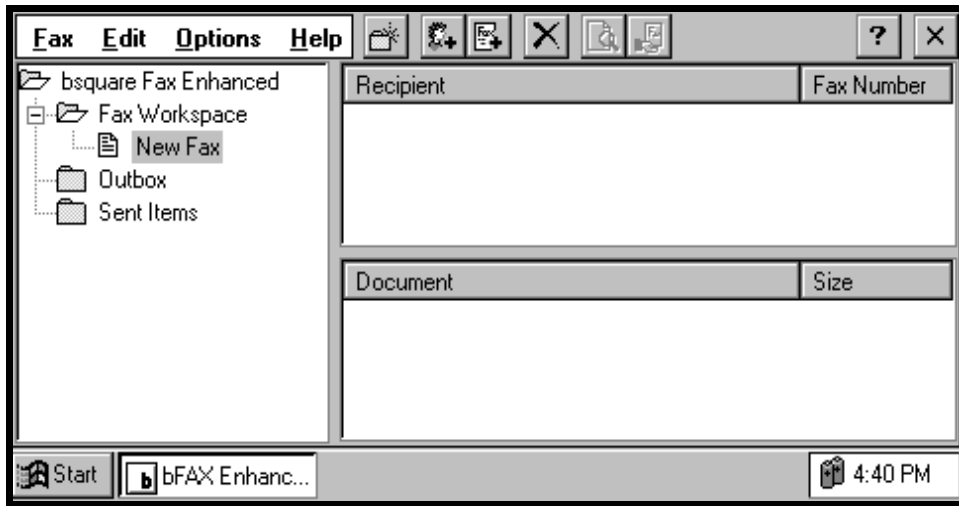 Fax Edit Options Help ? ×
bsquare Fax Enhanced
Fax Workspace
New Fax
Outbox
Sent Items
Recipient Fax Number
Document Size
Start b bFAX Enhanc... 4:40 PM